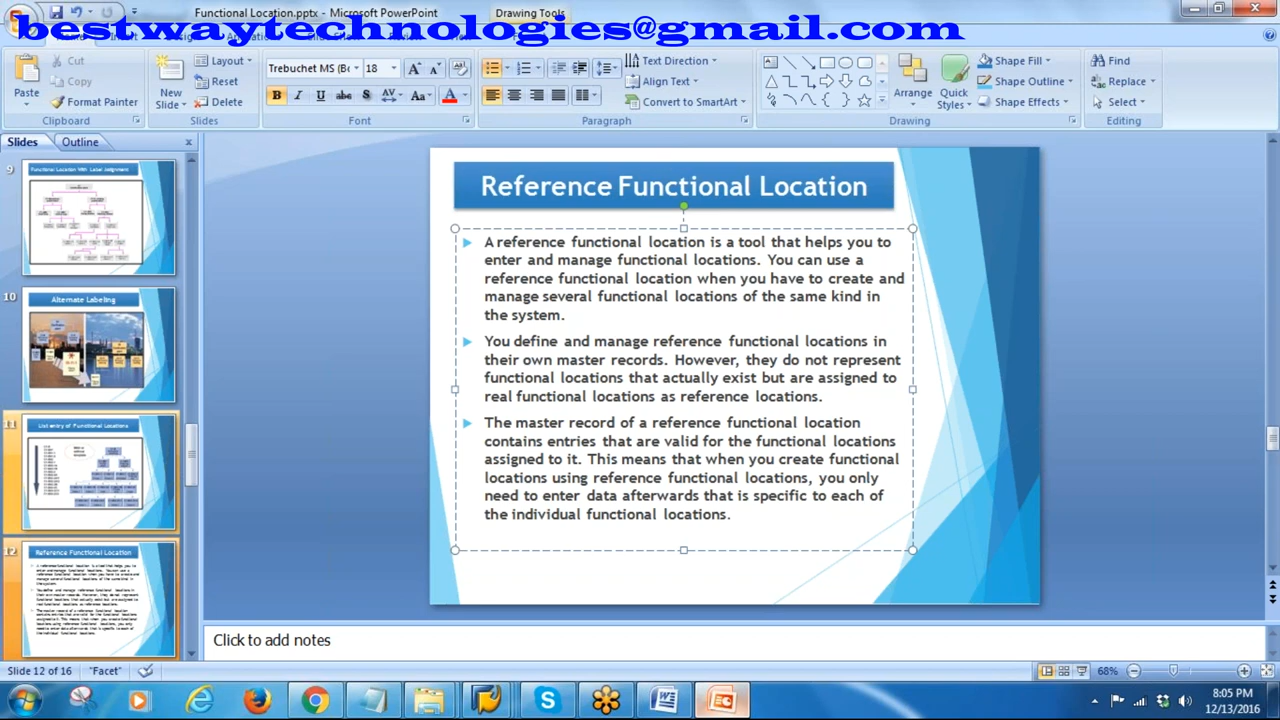 Functional Location.pptx - Microsoft PowerPoint
Drawing Tools
bestwaytechnologies@gmail.com
Paste
Cut
Copy
Format Painter
Clipboard
New
Slide
Layout
Reset
Delete
Slides
Trebuchet MS (Bc
18
B I U abc S AV Aa A
Font
Text Direction
Align Text
Convert to SmartArt
Paragraph
Arrange
Quick
Styles
Shape Fill
Shape Outline
Shape Effects
Drawing
Find
Replace
Select
Editing
Slides
Outline
9
Functional Location With Label Assignment
10
Alternate Labeling
11
List entry of Functional Locations
12
Reference Functional Location
Reference Functional Location
A reference functional location is a tool that helps you to
enter and manage functional locations. You can use a
reference functional location when you have to create and
manage several functional locations of the same kind in
the system.
You define and manage reference functional locations in
their own master records. However, they do not represent
functional locations that actually exist but are assigned to
real functional locations as reference locations.
The master record of a reference functional location
contains entries that are valid for the functional locations
assigned to it. This means that when you create functional
locations using reference functional locations, you only
need to enter data afterwards that is specific to each of
the individual functional locations.
Click to add notes
Slide 12 of 16
"Facet"
68%
8:05 PM
12/13/2016